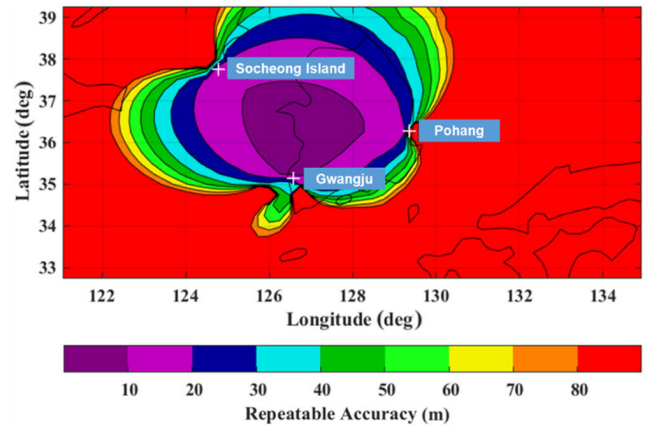 39
38
37
36
35
34
33
Latitude (deg)
Socheong Island
Pohang
Gwangju
122 124 126 128 130 132 134
Longitude (deg)
10 20 30 40 50 60 70 80
Repeatable Accuracy (m)